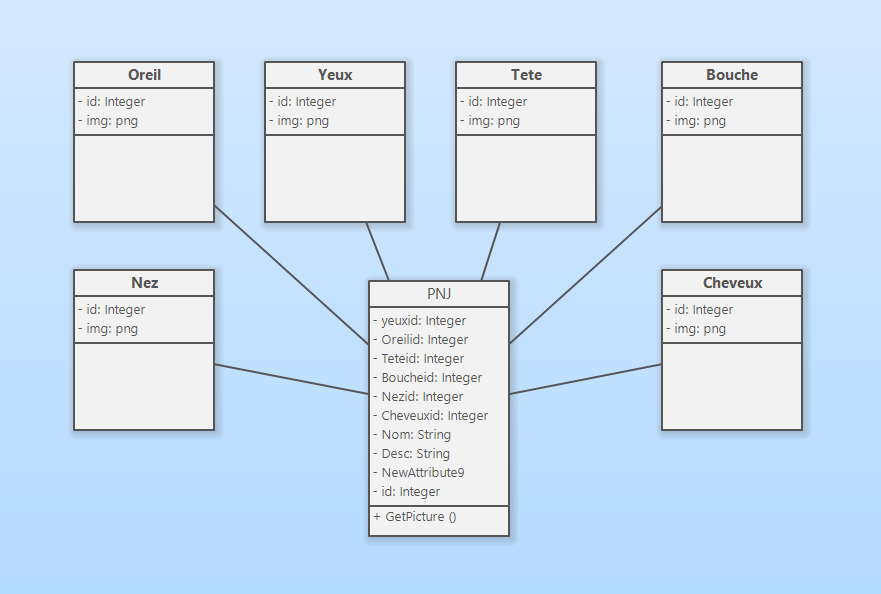 Oreil
- id: Integer
- img: png
Yeux
- id: Integer
- img: png
Tete
- id: Integer
- img: png
Bouche
- id: Integer
- img: png
Nez
- id: Integer
- img: png
PNJ
- yeuxid: Integer
- Oreilid: Integer
- Teteid: Integer
- Boucheid: Integer
- Nezid: Integer
- Cheveuxid: Integer
- Nom: String
- Desc: String
- NewAttribute9
- id: Integer
+ GetPicture ()
Cheveux
- id: Integer
- img: png